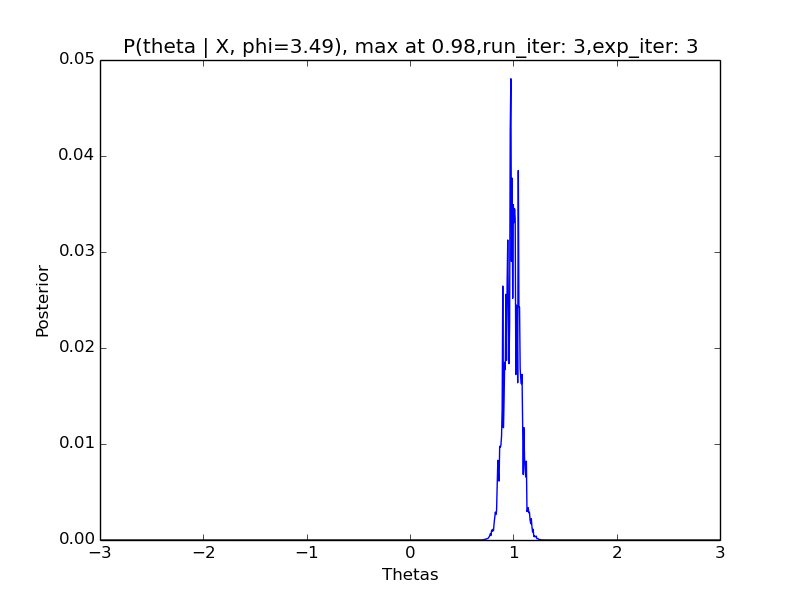 P(theta | X, phi=3.49), max at 0.98,run_iter: 3,exp_iter: 3
0.05
0.04
0.03
0.02
0.01
0.00
Posterior
−3 −2 −1 0 1 2 3
Thetas